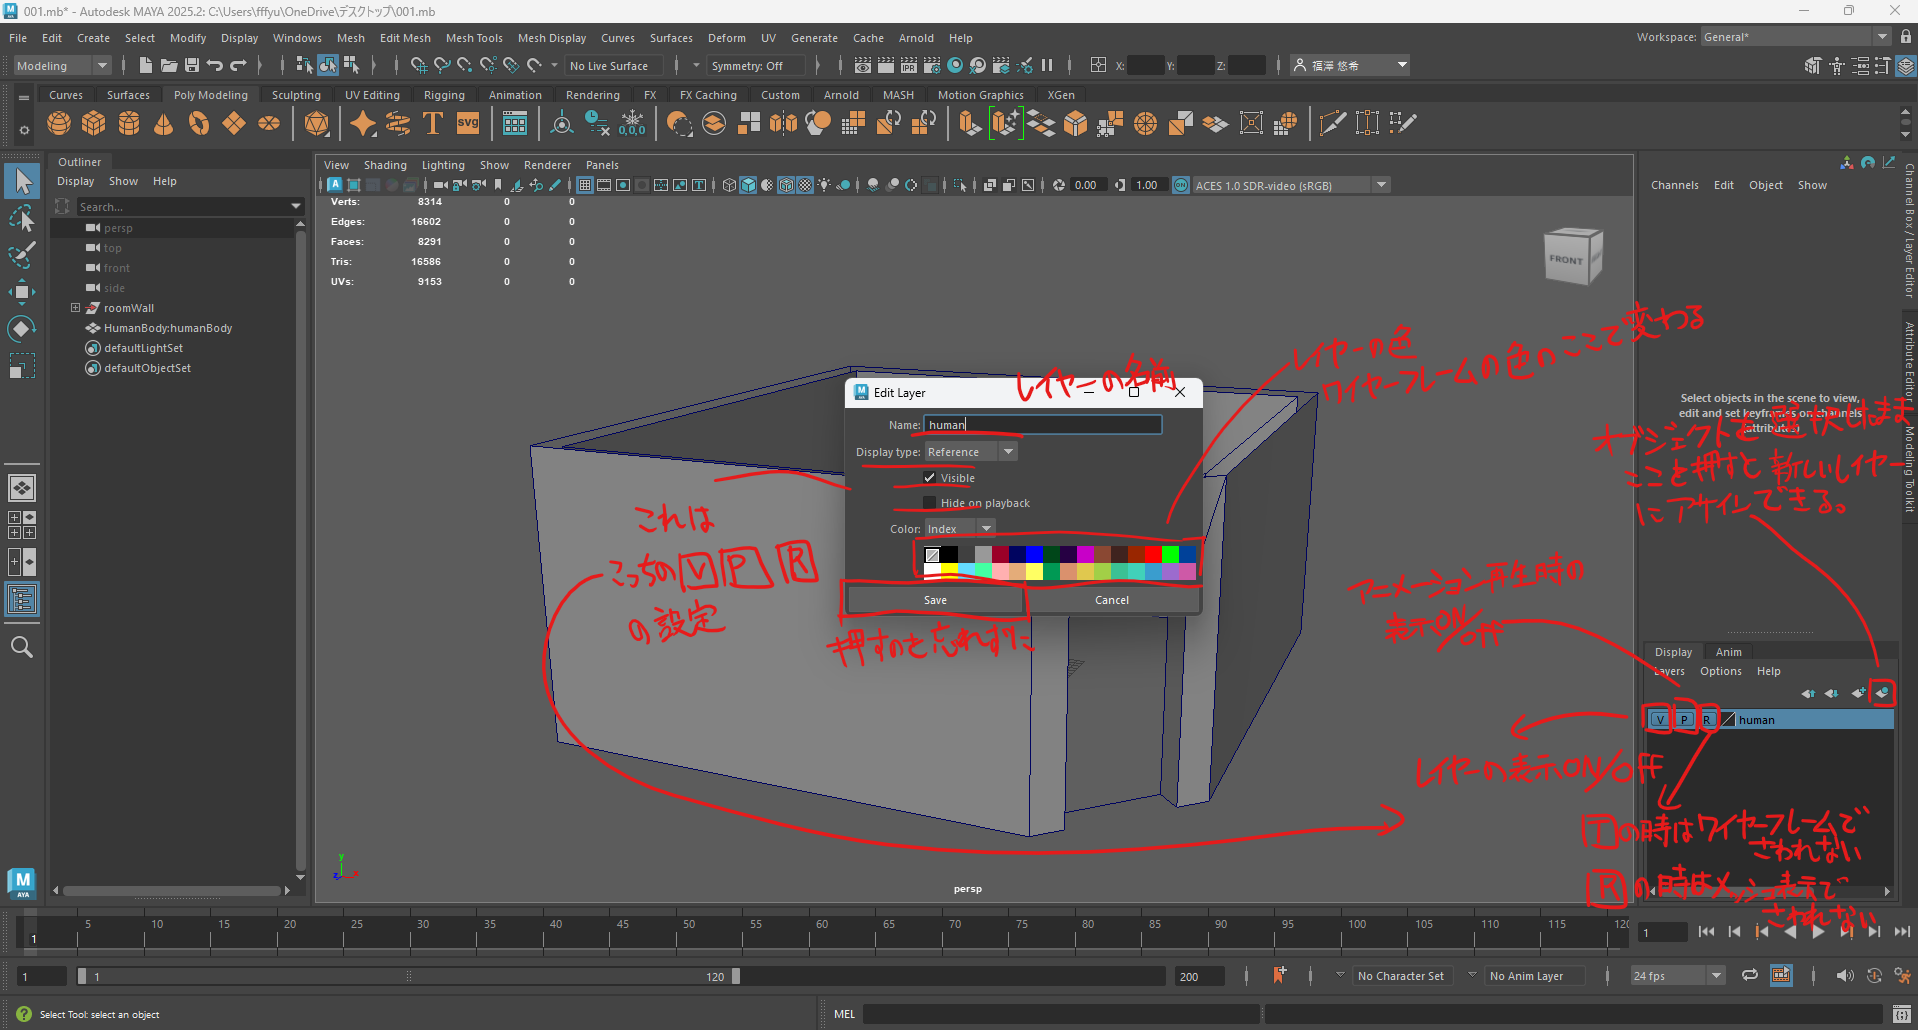 001.mb* - Autodesk MAYA 2025.2: C:\Users\fffyu\OneDrive\デスクトップ\001.mb
File Edit Create Select Modify Display Windows Mesh Edit Mesh Mesh Tools Mesh Display Curves Surfaces Deform UV Generate Cache Arnold Help
Workspace: General*
Modeling
No Live Surface
Symmetry: Off
IPR
X: Y: Z:
福澤 悠希
Curves Surfaces Poly Modeling Sculpting UV Editing Rigging Animation Rendering FX FX Caching Custom Arnold MASH Motion Graphics XGen
T svg 0,0,0
Outliner
Display Show Help
Search...
persp
top
front
side
roomWall
HumanBody:humanBody
defaultLightSet
defaultObjectSet
View Shading Lighting Show Renderer Panels
0.00 1.00 ACES 1.0 SDR-video (sRGB)
Verts: 8314 0 0
Edges: 16602 0 0
Faces: 8291 0 0
Tris: 16586 0 0
UVs: 9153 0 0
FRONT
Channels Edit Object Show
Channel Box / Layer Editor
Attribute Editor
Modeling Toolkit
Select objects in the scene to view,
edit and set keyframes on channels
(attributes)
レイヤーの名前
レイヤーの色
ワイヤーフレームの色のここで変わる
オブジェクトを選択したまま
ここを押すと新しいレイヤー
にアサインできる。
Edit Layer
Name: human
Display type: Reference
Visible
Hide on playback
Color: Index
Save Cancel
これは
こっちの V P R
の設定
押すのを忘れずに
アニメーション再生時の
表示ON/off
Display Anim
Layers Options Help
V P R human
レイヤーの表示ON/off
Tの時はワイヤーフレームで
さわれない
Rの時はメッシュ表示で
さわれない
y
z x
persp
MAYA
5 10 15 20 25 30 35 40 45 50 55 60 65 70 75 80 85 90 95 100 105 110 115 120
1
1
1 1 120 200
No Character Set
No Anim Layer
24 fps
Select Tool: select an object
MEL